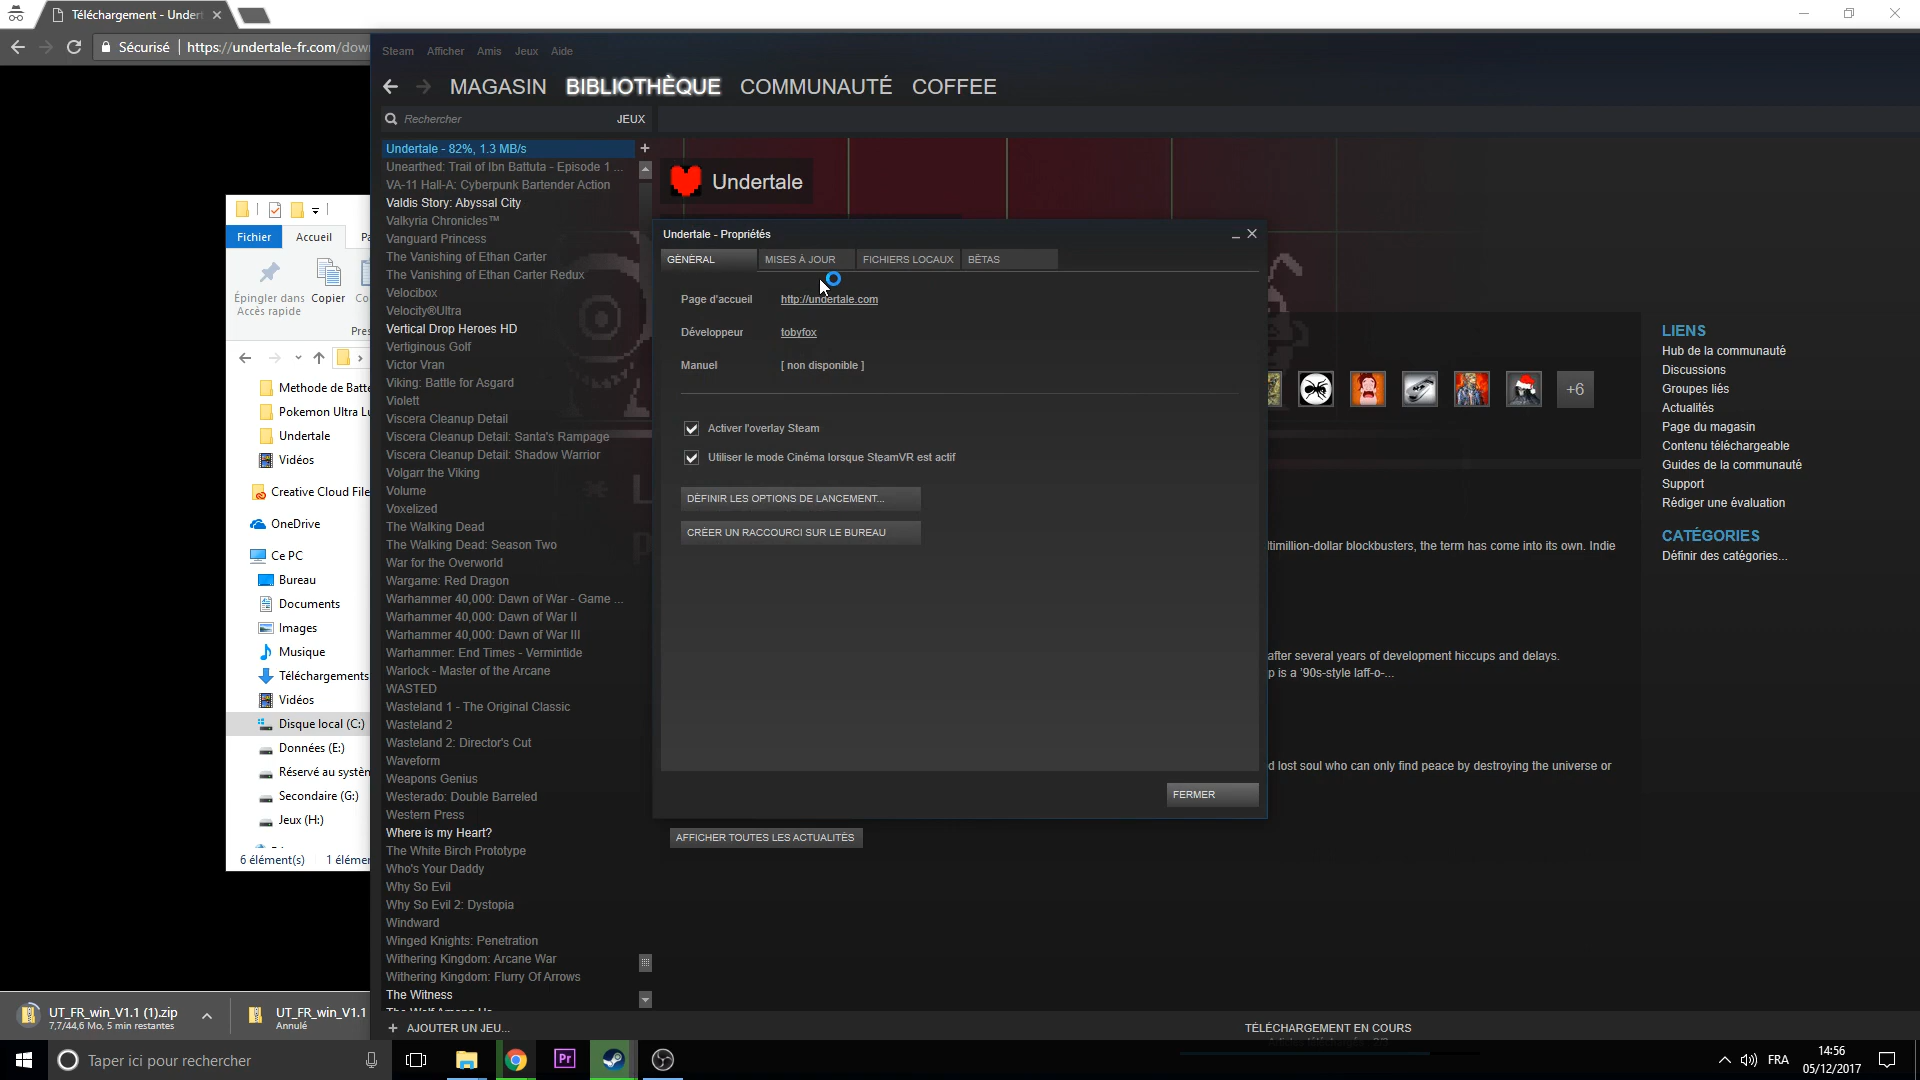 Téléchargement - Undert
Sécurisé
https://undertale-fr.com/down
Steam Afficher Amis Jeux Aide
MAGASIN BIBLIOTHÈQUE COMMUNAUTÉ COFFEE
Rechercher
JEUX
Undertale - 82%, 1.3 MB/s
Unearthed: Trail of Ibn Battuta - Episode 1 ...
VA-11 Hall-A: Cyberpunk Bartender Action
Valdis Story: Abyssal City
Valkyria Chronicles™
Vanguard Princess
The Vanishing of Ethan Carter
The Vanishing of Ethan Carter Redux
Velocibox
Velocity®Ultra
Vertical Drop Heroes HD
Vertiginous Golf
Victor Vran
Viking: Battle for Asgard
Violett
Viscera Cleanup Detail
Viscera Cleanup Detail: Santa's Rampage
Viscera Cleanup Detail: Shadow Warrior
Volgarr the Viking
Volume
Voxelized
The Walking Dead
The Walking Dead: Season Two
War for the Overworld
Wargame: Red Dragon
Warhammer 40,000: Dawn of War - Game ...
Warhammer 40,000: Dawn of War II
Warhammer 40,000: Dawn of War III
Warhammer: End Times - Vermintide
Warlock - Master of the Arcane
WASTED
Wasteland 1 - The Original Classic
Wasteland 2
Wasteland 2: Director's Cut
Waveform
Weapons Genius
Westerado: Double Barreled
Western Press
Where is my Heart?
The White Birch Prototype
Who's Your Daddy
Why So Evil
Why So Evil 2: Dystopia
Windward
Winged Knights: Penetration
Withering Kingdom: Arcane War
Withering Kingdom: Flurry Of Arrows
The Witness
AJOUTER UN JEU...
Undertale
Undertale - Propriétés
GÉNÉRAL
MISES À JOUR
FICHIERS LOCAUX
BÊTAS
Page d'accueil http://undertale.com
Développeur tobyfox
Manuel [ non disponible ]
Activer l'overlay Steam
Utiliser le mode Cinéma lorsque SteamVR est actif
DÉFINIR LES OPTIONS DE LANCEMENT...
CRÉER UN RACCOURCI SUR LE BUREAU
FERMER
AFFICHER TOUTES LES ACTUALITÉS
+6
ltimillion-dollar blockbusters, the term has come into its own. Indie
after several years of development hiccups and delays.
p is a '90s-style laff-o-...
d lost soul who can only find peace by destroying the universe or
LIENS
Hub de la communauté
Discussions
Groupes liés
Actualités
Page du magasin
Contenu téléchargeable
Guides de la communauté
Support
Rédiger une évaluation
CATÉGORIES
Définir des catégories...
TÉLÉCHARGEMENT EN COURS
Fichier
Accueil
Pa
Épingler dans
Accès rapide
Copier
Co
Pres
Methode de Batte
Pokemon Ultra Lu
Undertale
Vidéos
Creative Cloud File
OneDrive
Ce PC
Bureau
Documents
Images
Musique
Téléchargements
Vidéos
Disque local (C:)
Données (E:)
Réservé au systèm
Secondaire (G:)
Jeux (H:)
6 élément(s)
1 élémen
UT_FR_win_V1.1 (1).zip
7,7/44,6 Mo, 5 min restantes
UT_FR_win_V1.1
Annulé
Taper ici pour rechercher
Pr
FRA
14:56
05/12/2017